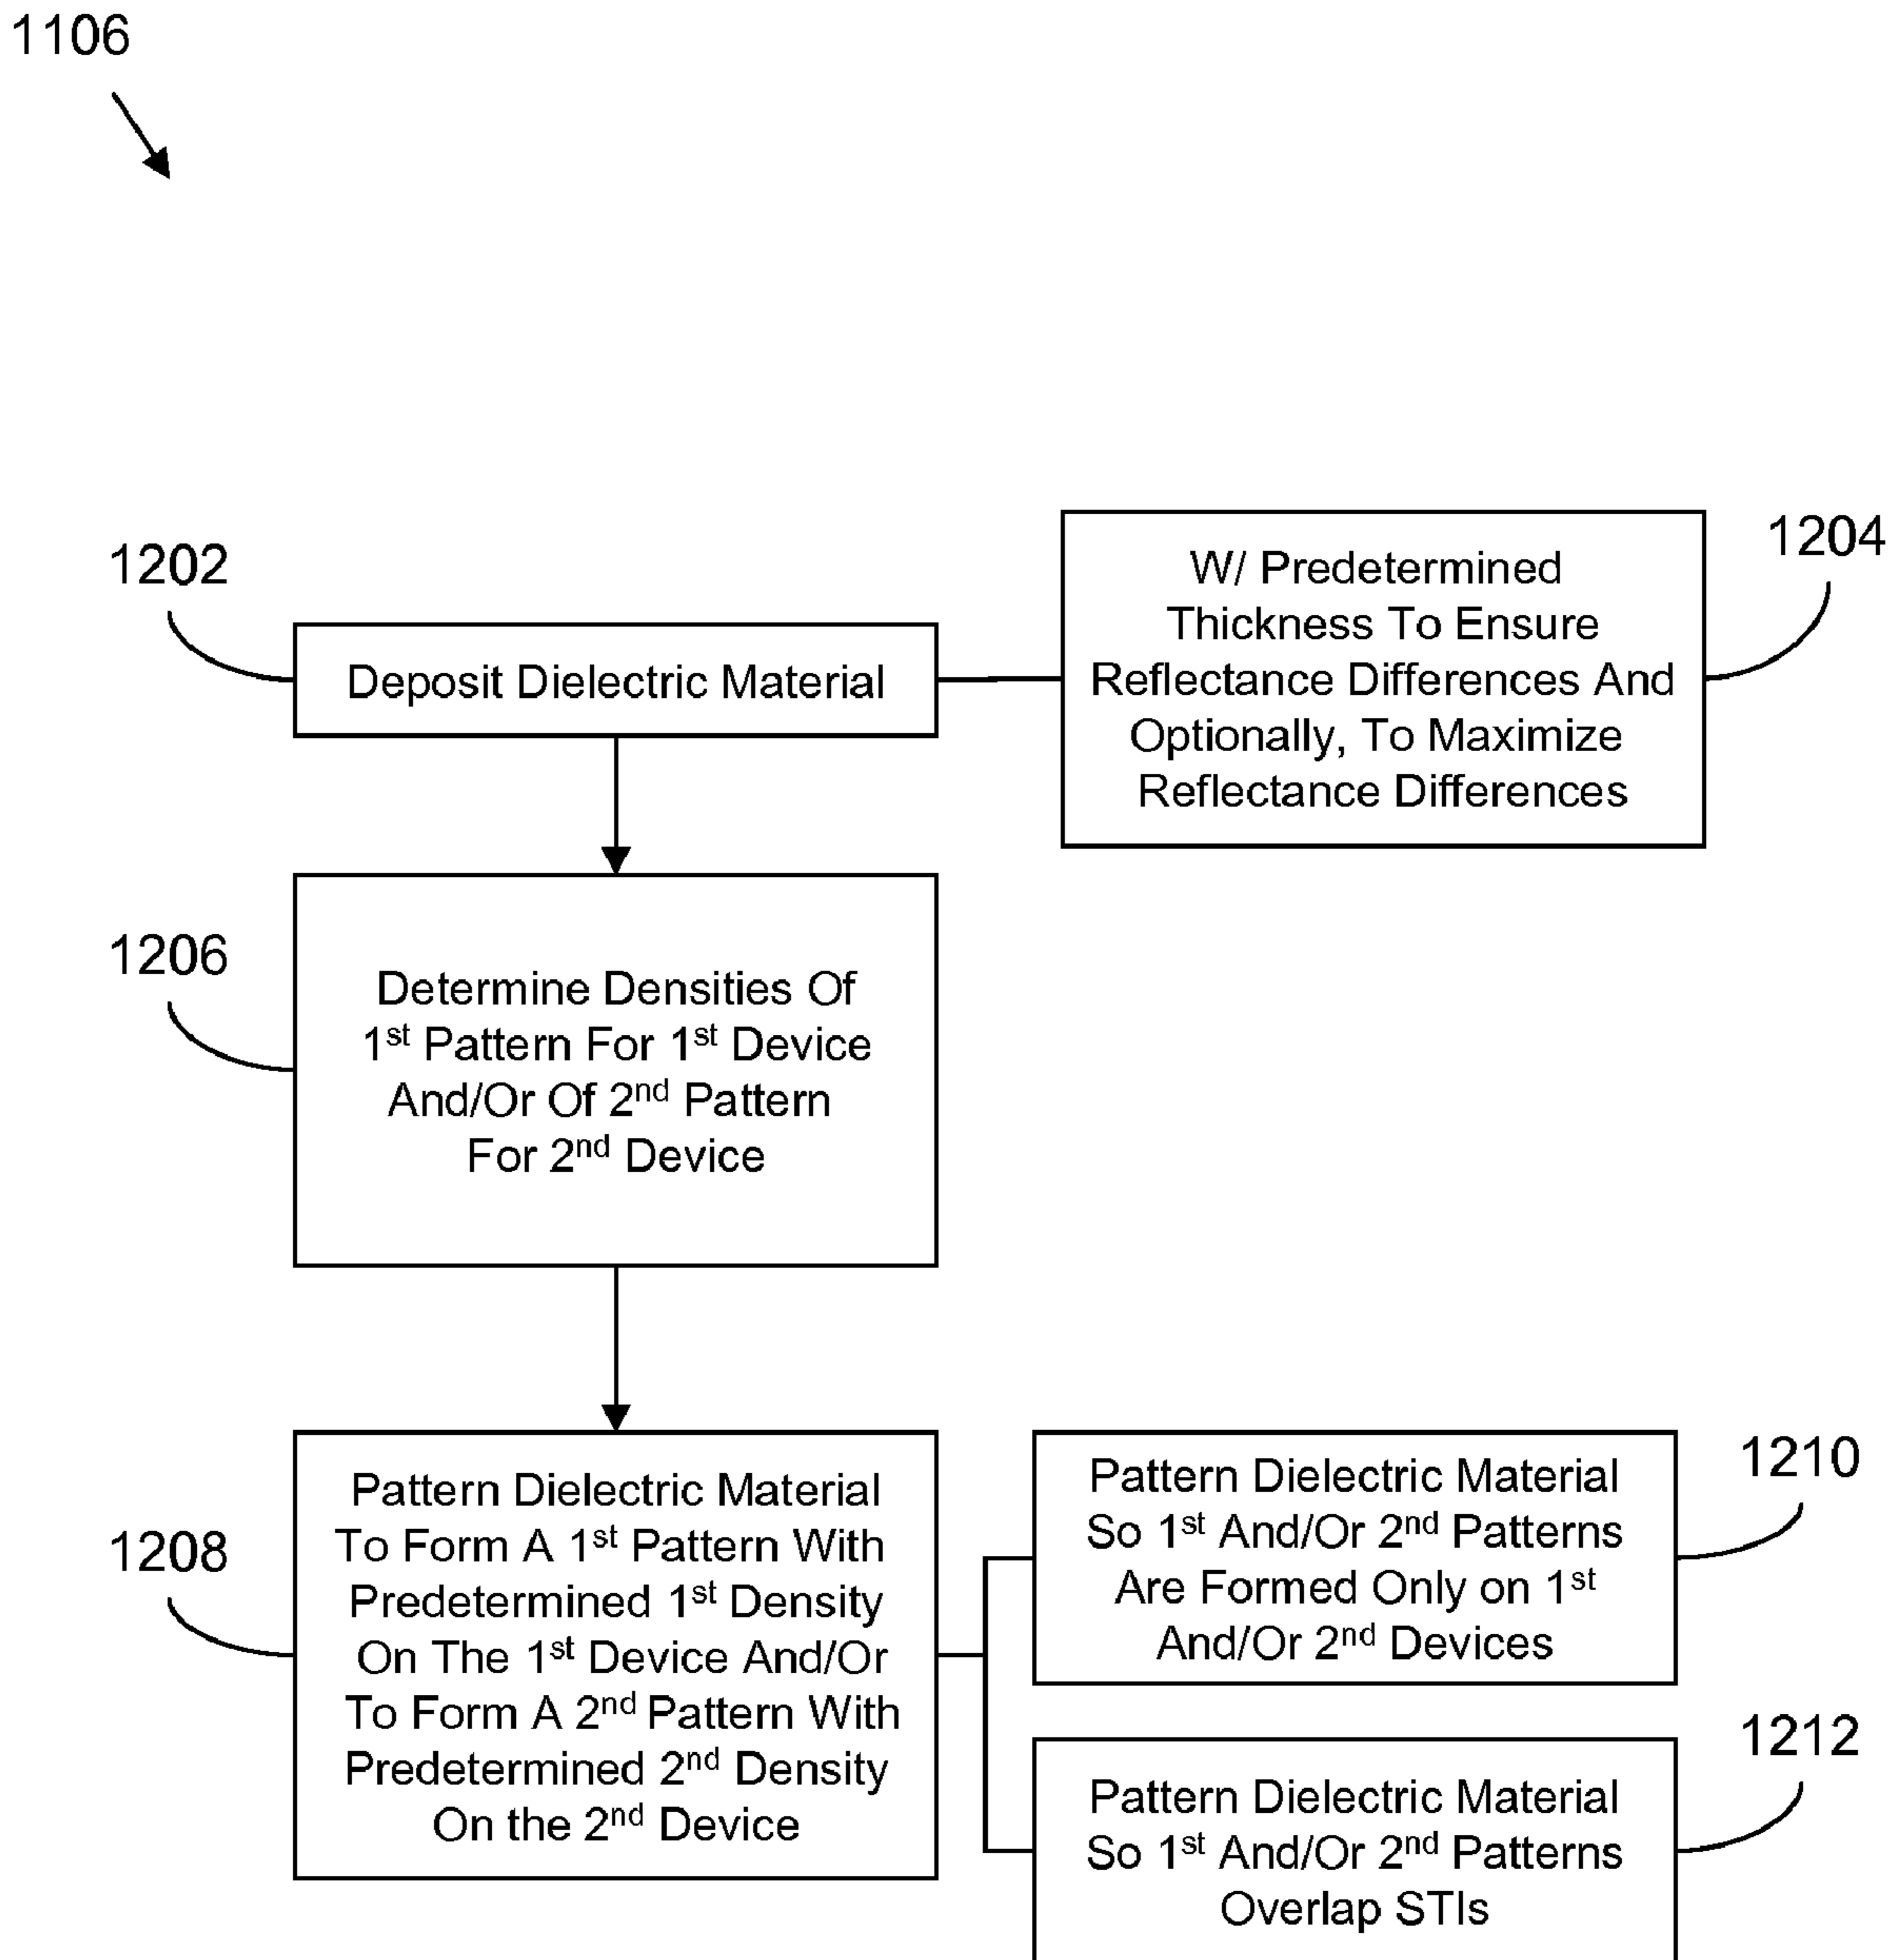 1106
1202
Deposit Dielectric Material
W/ Predetermined
Thickness To Ensure
Reflectance Differences And
Optionally, To Maximize
Reflectance Differences
1204
1206
Determine Densities Of
1st Pattern For 1st Device
And/Or Of 2nd Pattern
For 2nd Device
1208
Pattern Dielectric Material
To Form A 1st Pattern With
Predetermined 1st Density
On The 1st Device And/Or
To Form A 2nd Pattern With
Predetermined 2nd Density
On the 2nd Device
Pattern Dielectric Material
So 1st And/Or 2nd Patterns
Are Formed Only on 1st
And/Or 2nd Devices
1210
Pattern Dielectric Material
So 1st And/Or 2nd Patterns
Overlap STIs
1212